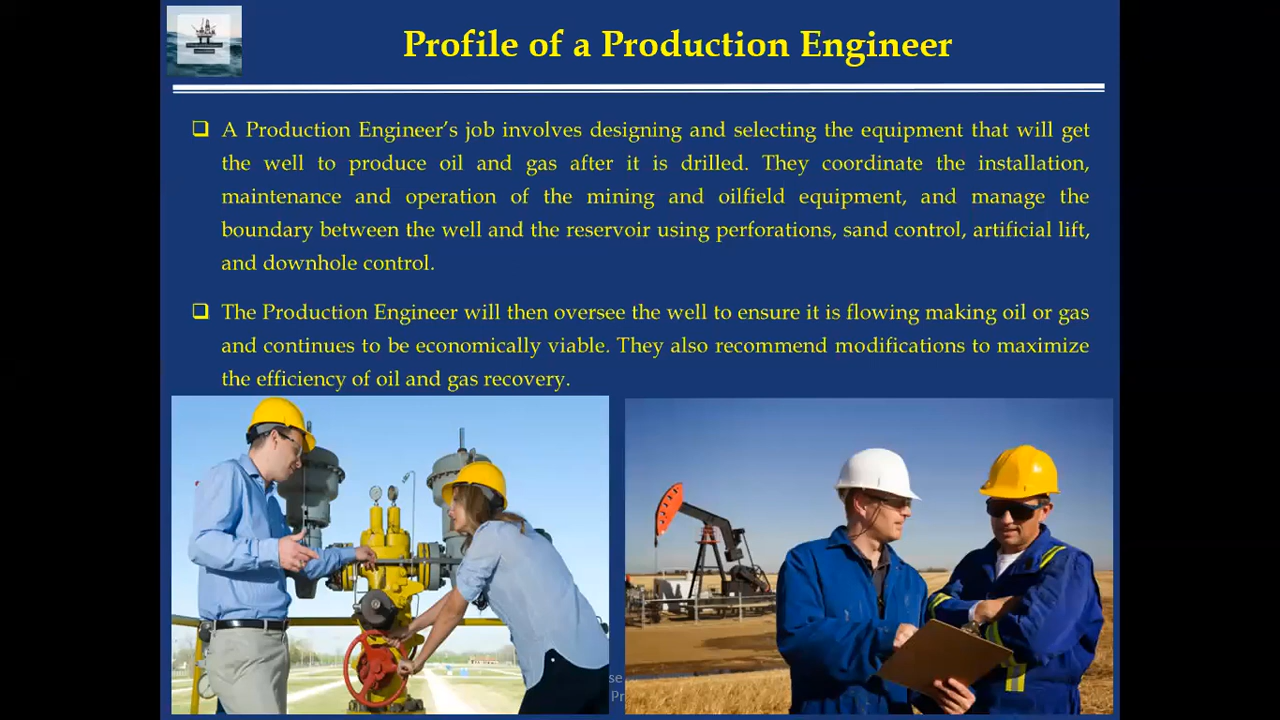 Profile of a Production Engineer
❑ A Production Engineer’s job involves designing and selecting the equipment that will get
the well to produce oil and gas after it is drilled. They coordinate the installation,
maintenance and operation of the mining and oilfield equipment, and manage the
boundary between the well and the reservoir using perforations, sand control, artificial lift,
and downhole control.
❑ The Production Engineer will then oversee the well to ensure it is flowing making oil or gas
and continues to be economically viable. They also recommend modifications to maximize
the efficiency of oil and gas recovery.